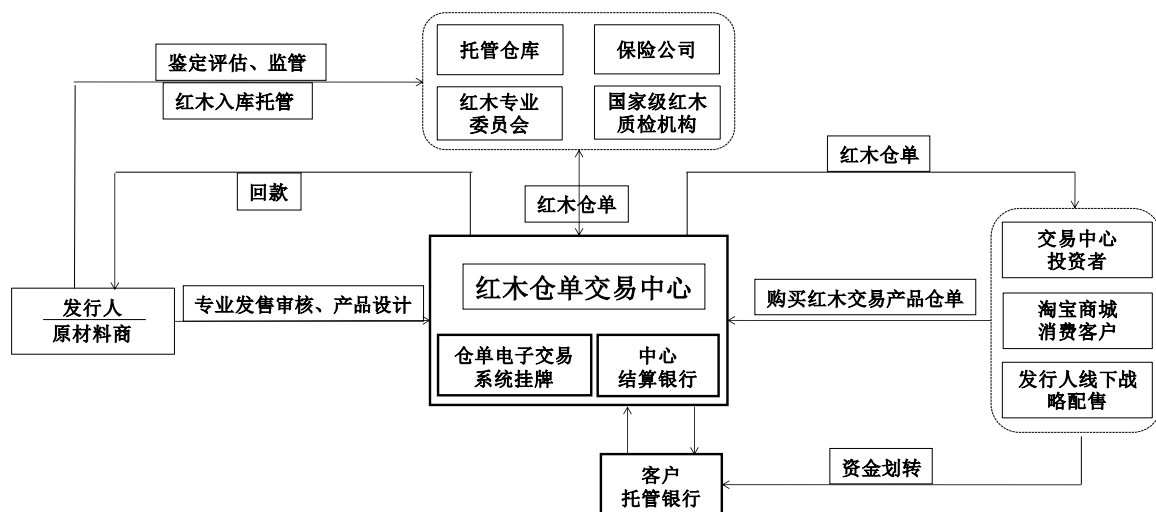 鉴定评估、监管
红木入库托管
托管仓库
保险公司
红木专业
委员会
国家级红木
质检机构
回款
红木仓单
红木仓单
发行人
原材料商
专业发售审核、产品设计
红木仓单交易中心
仓单电子交易
系统挂牌
中心
结算银行
购买红木交易产品仓单
交易中心
投资者
淘宝商城
消费客户
发行人线下战
略配售
客户
托管银行
资金划转